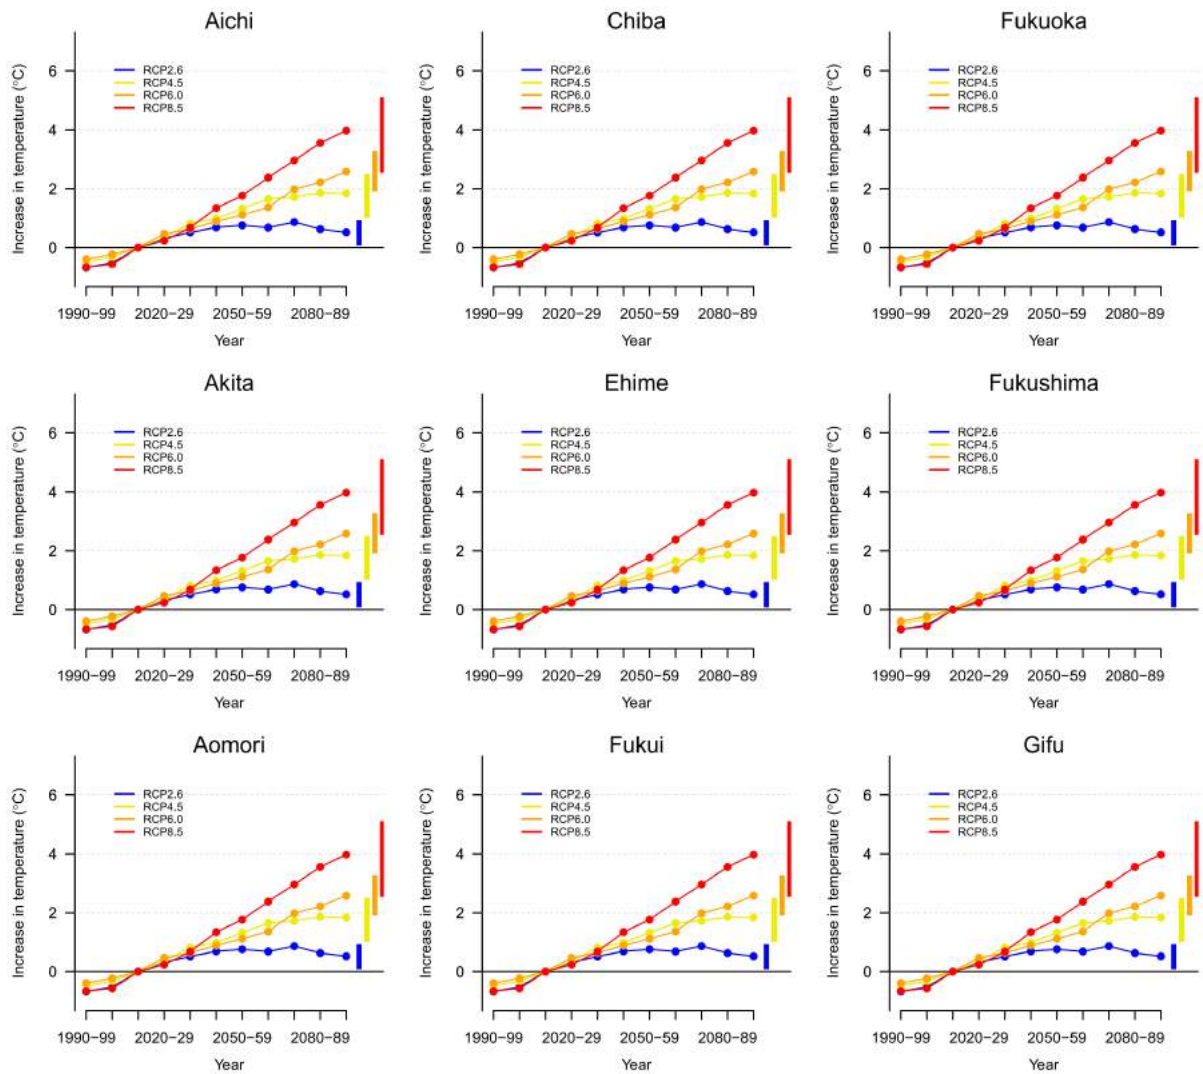 Aichi
Increase in temperature (°C)
6
4
2
0
RCP2.6
RCP4.5
RCP6.0
RCP8.5
1990−99 2020−29 2050−59 2080−89
Year
Chiba
Increase in temperature (°C)
6
4
2
0
RCP2.6
RCP4.5
RCP6.0
RCP8.5
1990−99 2020−29 2050−59 2080−89
Year
Fukuoka
Increase in temperature (°C)
6
4
2
0
RCP2.6
RCP4.5
RCP6.0
RCP8.5
1990−99 2020−29 2050−59 2080−89
Year
Akita
Increase in temperature (°C)
6
4
2
0
RCP2.6
RCP4.5
RCP6.0
RCP8.5
1990−99 2020−29 2050−59 2080−89
Year
Ehime
Increase in temperature (°C)
6
4
2
0
RCP2.6
RCP4.5
RCP6.0
RCP8.5
1990−99 2020−29 2050−59 2080−89
Year
Fukushima
Increase in temperature (°C)
6
4
2
0
RCP2.6
RCP4.5
RCP6.0
RCP8.5
1990−99 2020−29 2050−59 2080−89
Year
Aomori
Increase in temperature (°C)
6
4
2
0
RCP2.6
RCP4.5
RCP6.0
RCP8.5
1990−99 2020−29 2050−59 2080−89
Year
Fukui
Increase in temperature (°C)
6
4
2
0
RCP2.6
RCP4.5
RCP6.0
RCP8.5
1990−99 2020−29 2050−59 2080−89
Year
Gifu
Increase in temperature (°C)
6
4
2
0
RCP2.6
RCP4.5
RCP6.0
RCP8.5
1990−99 2020−29 2050−59 2080−89
Year